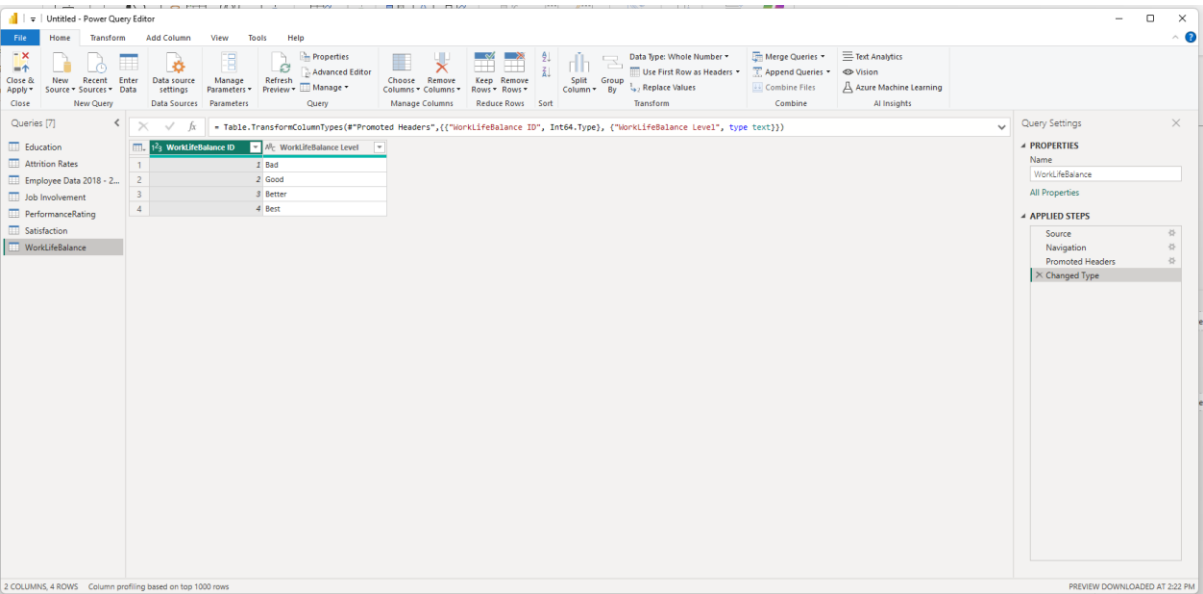 Untitled - Power Query Editor
File Home Transform Add Column View Tools Help
Close & Apply
New Source
Recent Sources
Enter Data
Data source settings
Manage Parameters
Refresh Preview
Properties
Advanced Editor
Manage
Choose Columns
Remove Columns
Keep Rows
Remove Rows
Split Column
Group By
Data Type: Whole Number
Use First Row as Headers
Replace Values
Merge Queries
Append Queries
Combine Files
Text Analytics
Vision
Azure Machine Learning
Close New Query Data Sources Parameters Query Manage Columns Reduce Rows Sort Transform Combine AI Insights
Queries [7]
Education
Attrition Rates
Employee Data 2018 - 2...
Job Involvement
PerformanceRating
Satisfaction
WorkLifeBalance
fx = Table.TransformColumnTypes(#"Promoted Headers",{{"WorkLifeBalance ID", Int64.Type}, {"WorkLifeBalance Level", type text}})
WorkLifeBalance ID WorkLifeBalance Level
1 1 Bad
2 2 Good
3 3 Better
4 4 Best
Query Settings
PROPERTIES
Name
WorkLifeBalance
All Properties
APPLIED STEPS
Source
Navigation
Promoted Headers
Changed Type
2 COLUMNS, 4 ROWS Column profiling based on top 1000 rows
PREVIEW DOWNLOADED AT 2:22 PM